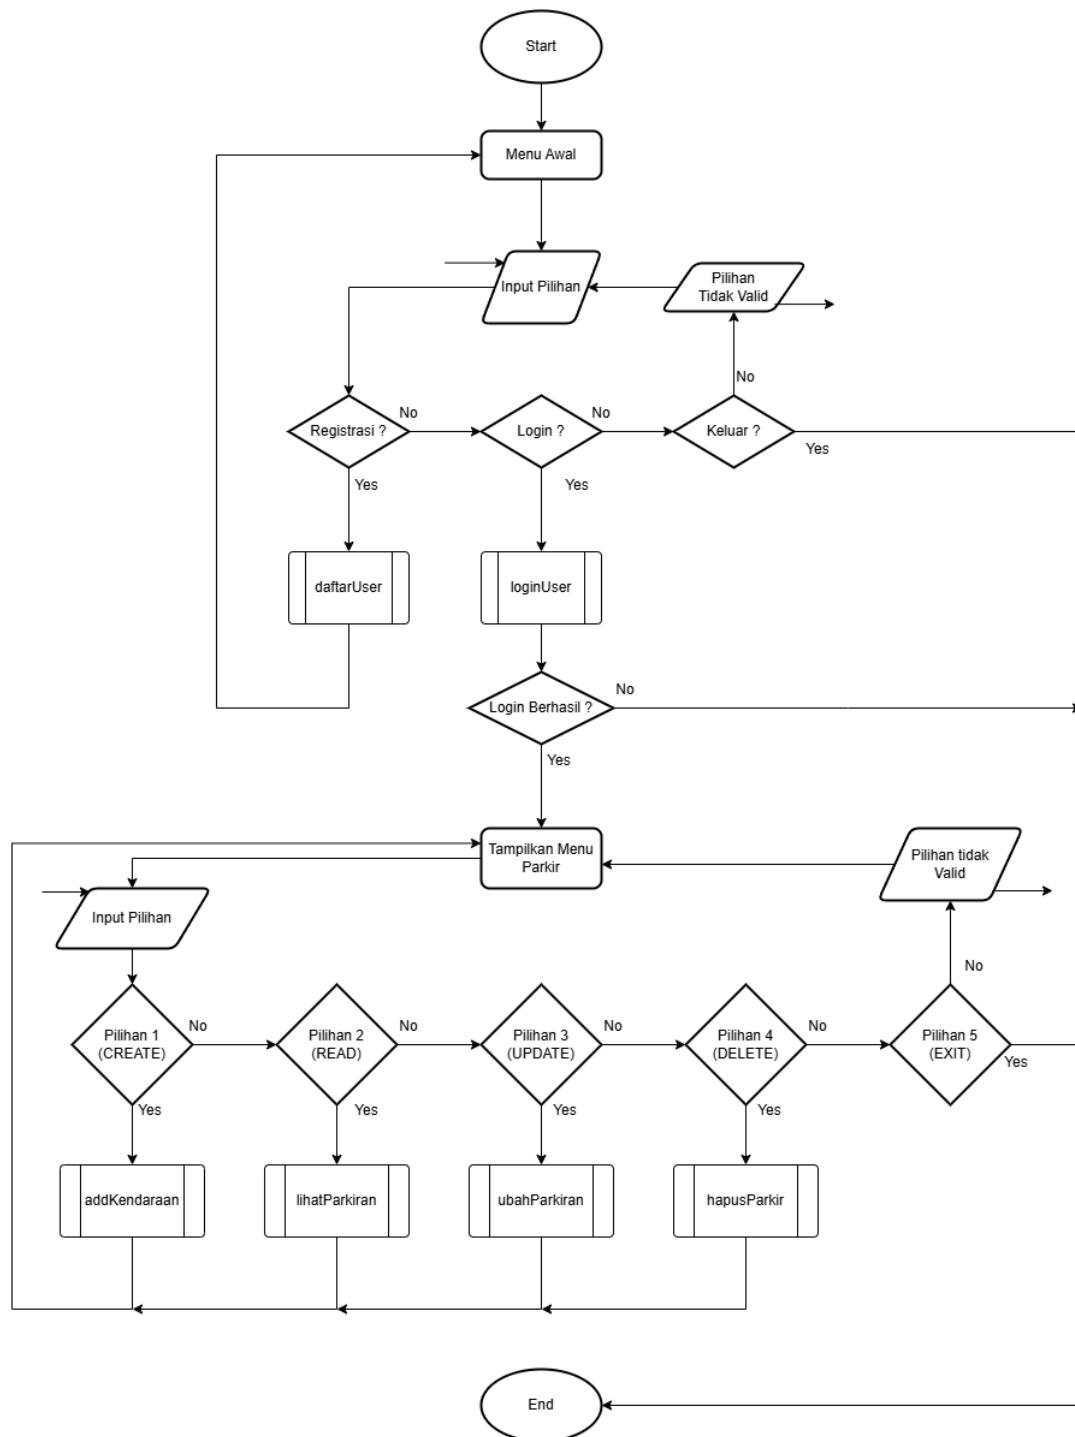 Start
Menu Awal
Input Pilihan
Pilihan
Tidak Valid
No
Registrasi ?
No
Login ?
No
Keluar ?
Yes
Yes
Yes
daftarUser
loginUser
Login Berhasil ?
No
Yes
Tampilkan Menu
Parkir
Pilihan tidak
Valid
Input Pilihan
No
Pilihan 1
(CREATE)
No
Pilihan 2
(READ)
No
Pilihan 3
(UPDATE)
No
Pilihan 4
(DELETE)
No
Pilihan 5
(EXIT)
Yes
Yes
Yes
Yes
Yes
addKendaraan
lihatParkiran
ubahParkiran
hapusParkir
End